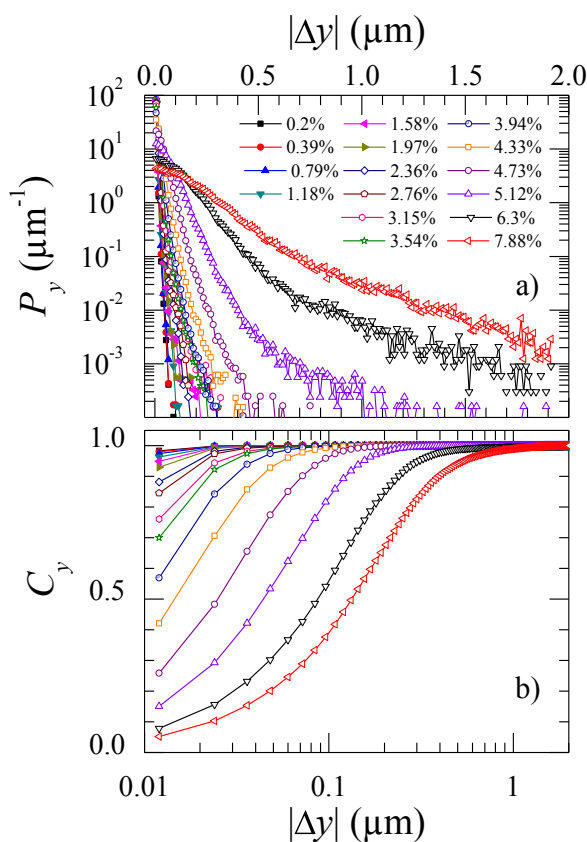 |Δy| (µm)
0.0 0.5 1.0 1.5 2.0
10² 10¹ 10⁰ 10⁻¹ 10⁻² 10⁻³
P_y (µm⁻¹)
0.2% 1.58% 3.94%
0.39% 1.97% 4.33%
0.79% 2.36% 4.73%
1.18% 2.76% 5.12%
3.15% 6.3%
3.54% 7.88%
a)
1.0 0.5 0.0
C_y
b)
0.01 0.1 1
|Δy| (µm)